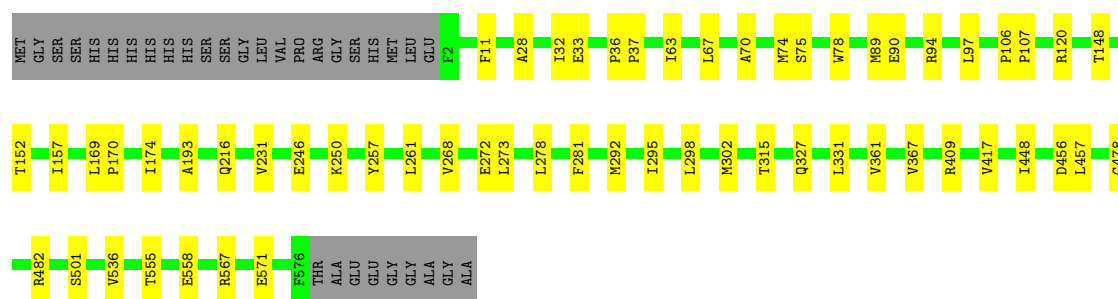 MET GLY SER SER HIS HIS HIS HIS HIS HIS SER SER GLY LEU VAL PRO ARG GLY SER HIS MET LEU GLU F2 F11 A28 I32 E33 P36 P37 I63 L67 A70 M74 S75 W78 M89 E90 R94 L97 P106 P107 R120 T148
T152 I157 L169 P170 I174 A193 Q216 V231 E246 K250 Y257 L261 V268 E272 L273 L278 F281 M292 I295 L298 M302 T315 Q327 L331 V361 V367 R409 V417 I448 D456 L457
R482 S501 V536 T555 E558 R567 E571 F576 THR ALA GLU GLU GLY GLY ALA GLY ALA